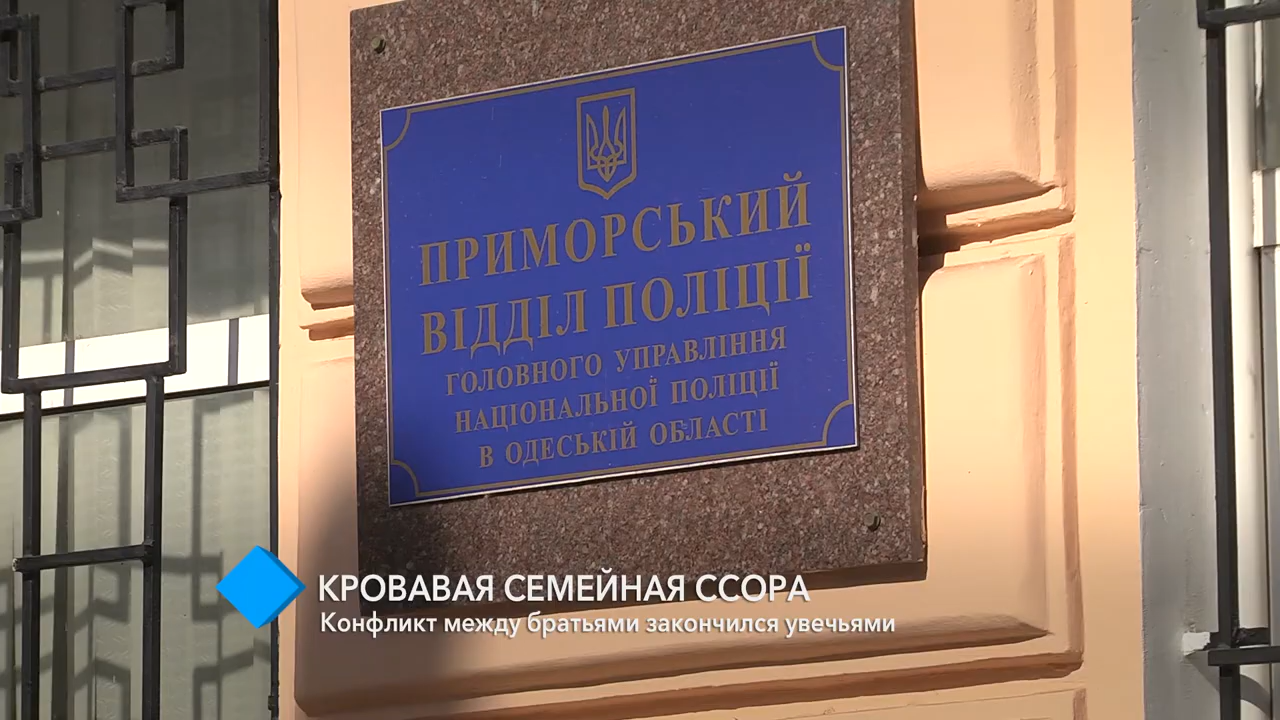 ПРИМОРСЬКИЙ
ВІДДІЛ ПОЛІЦІЇ
ГОЛОВНОГО УПРАВЛІННЯ
НАЦІОНАЛЬНОЇ ПОЛІЦІЇ
В ОДЕСЬКІЙ ОБЛАСТІ
КРОВАВАЯ СЕМЕЙНАЯ ССОРА
Конфликт между братьями закончился увечьями